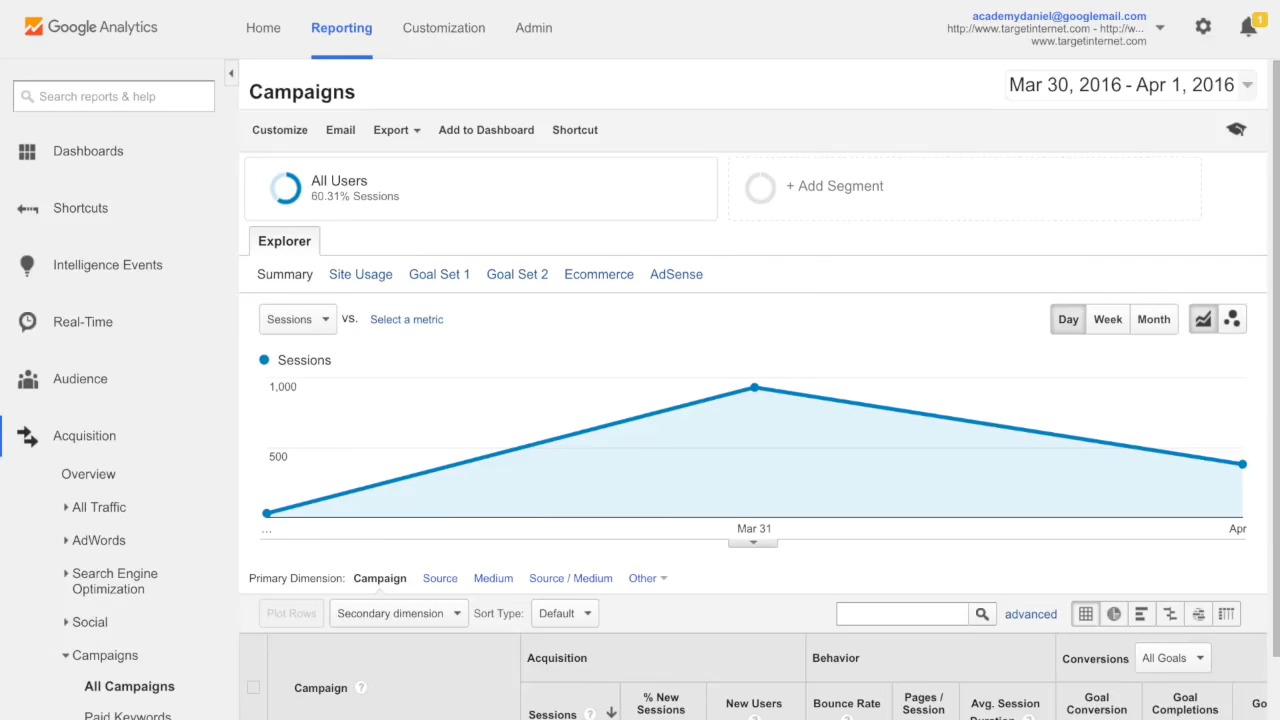 Google Analytics
Home Reporting Customization Admin
academydaniel@googlemail.com
http://www.targetinternet.com - http://w...
www.targetinternet.com
1
Search reports & help
Campaigns
Mar 30, 2016 - Apr 1, 2016
Customize Email Export Add to Dashboard Shortcut
Dashboards
Shortcuts
Intelligence Events
Real-Time
Audience
Acquisition
Overview
All Traffic
AdWords
Search Engine
Optimization
Social
Campaigns
All Campaigns
Paid Keywords
All Users
60.31% Sessions
+ Add Segment
Explorer
Summary Site Usage Goal Set 1 Goal Set 2 Ecommerce AdSense
Sessions vs. Select a metric
Day Week Month
Sessions
1,000
500
... Mar 31 Apr
Primary Dimension: Campaign Source Medium Source / Medium Other
Plot Rows Secondary dimension Sort Type: Default advanced
Acquisition Behavior Conversions All Goals
Campaign ?
Sessions ?
% New
Sessions
New Users
?
Bounce Rate
?
Pages /
Session
Avg. Session
Duration ?
Goal
Conversion
Goal
Completions
Go